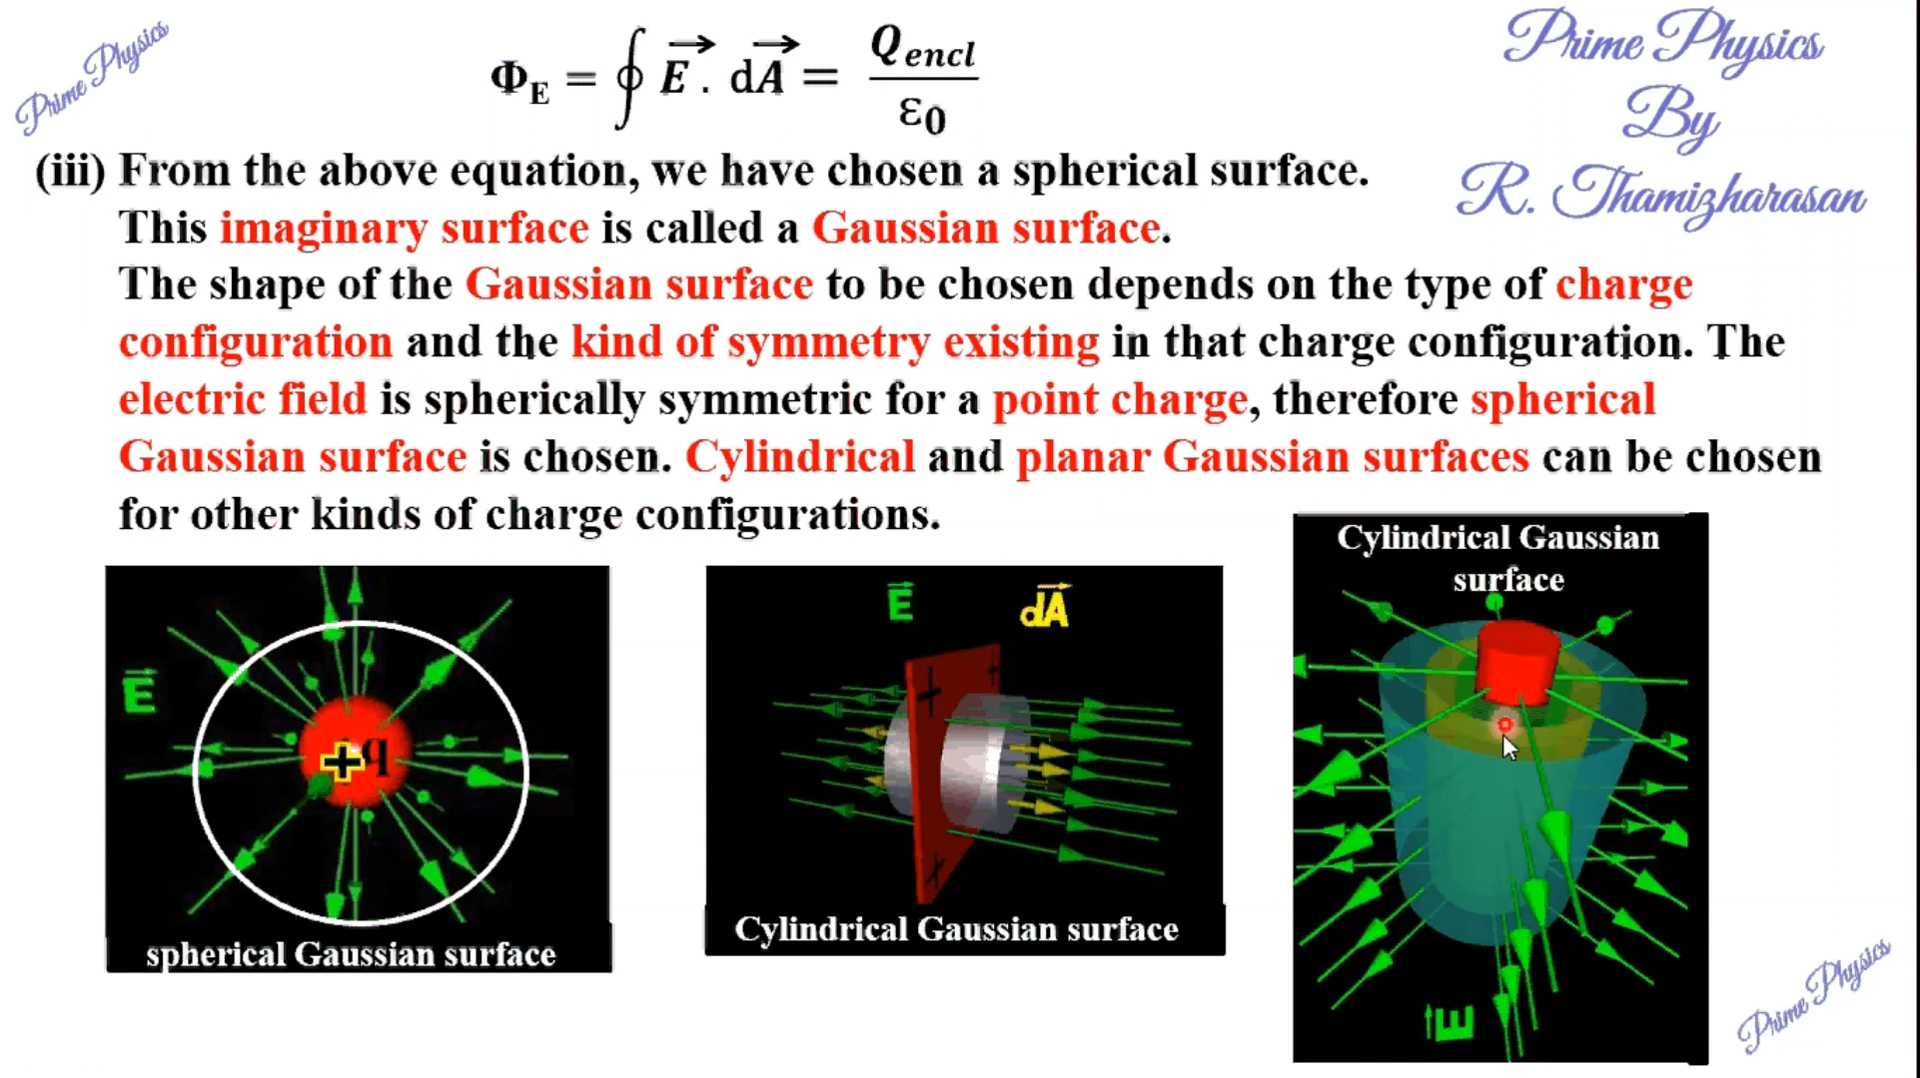 Prime Physics
Φ_E = ∮ E⃗ . dA⃗ = Q_encl / ε₀
Prime Physics
By
R. Thamizharasan
(iii) From the above equation, we have chosen a spherical surface.
This imaginary surface is called a Gaussian surface.
The shape of the Gaussian surface to be chosen depends on the type of charge
configuration and the kind of symmetry existing in that charge configuration. The
electric field is spherically symmetric for a point charge, therefore spherical
Gaussian surface is chosen. Cylindrical and planar Gaussian surfaces can be chosen
for other kinds of charge configurations.
E⃗
+q
spherical Gaussian surface
E⃗ dA⃗
+ +
+
Cylindrical Gaussian surface
Cylindrical Gaussian
surface
E⃗
Prime Physics